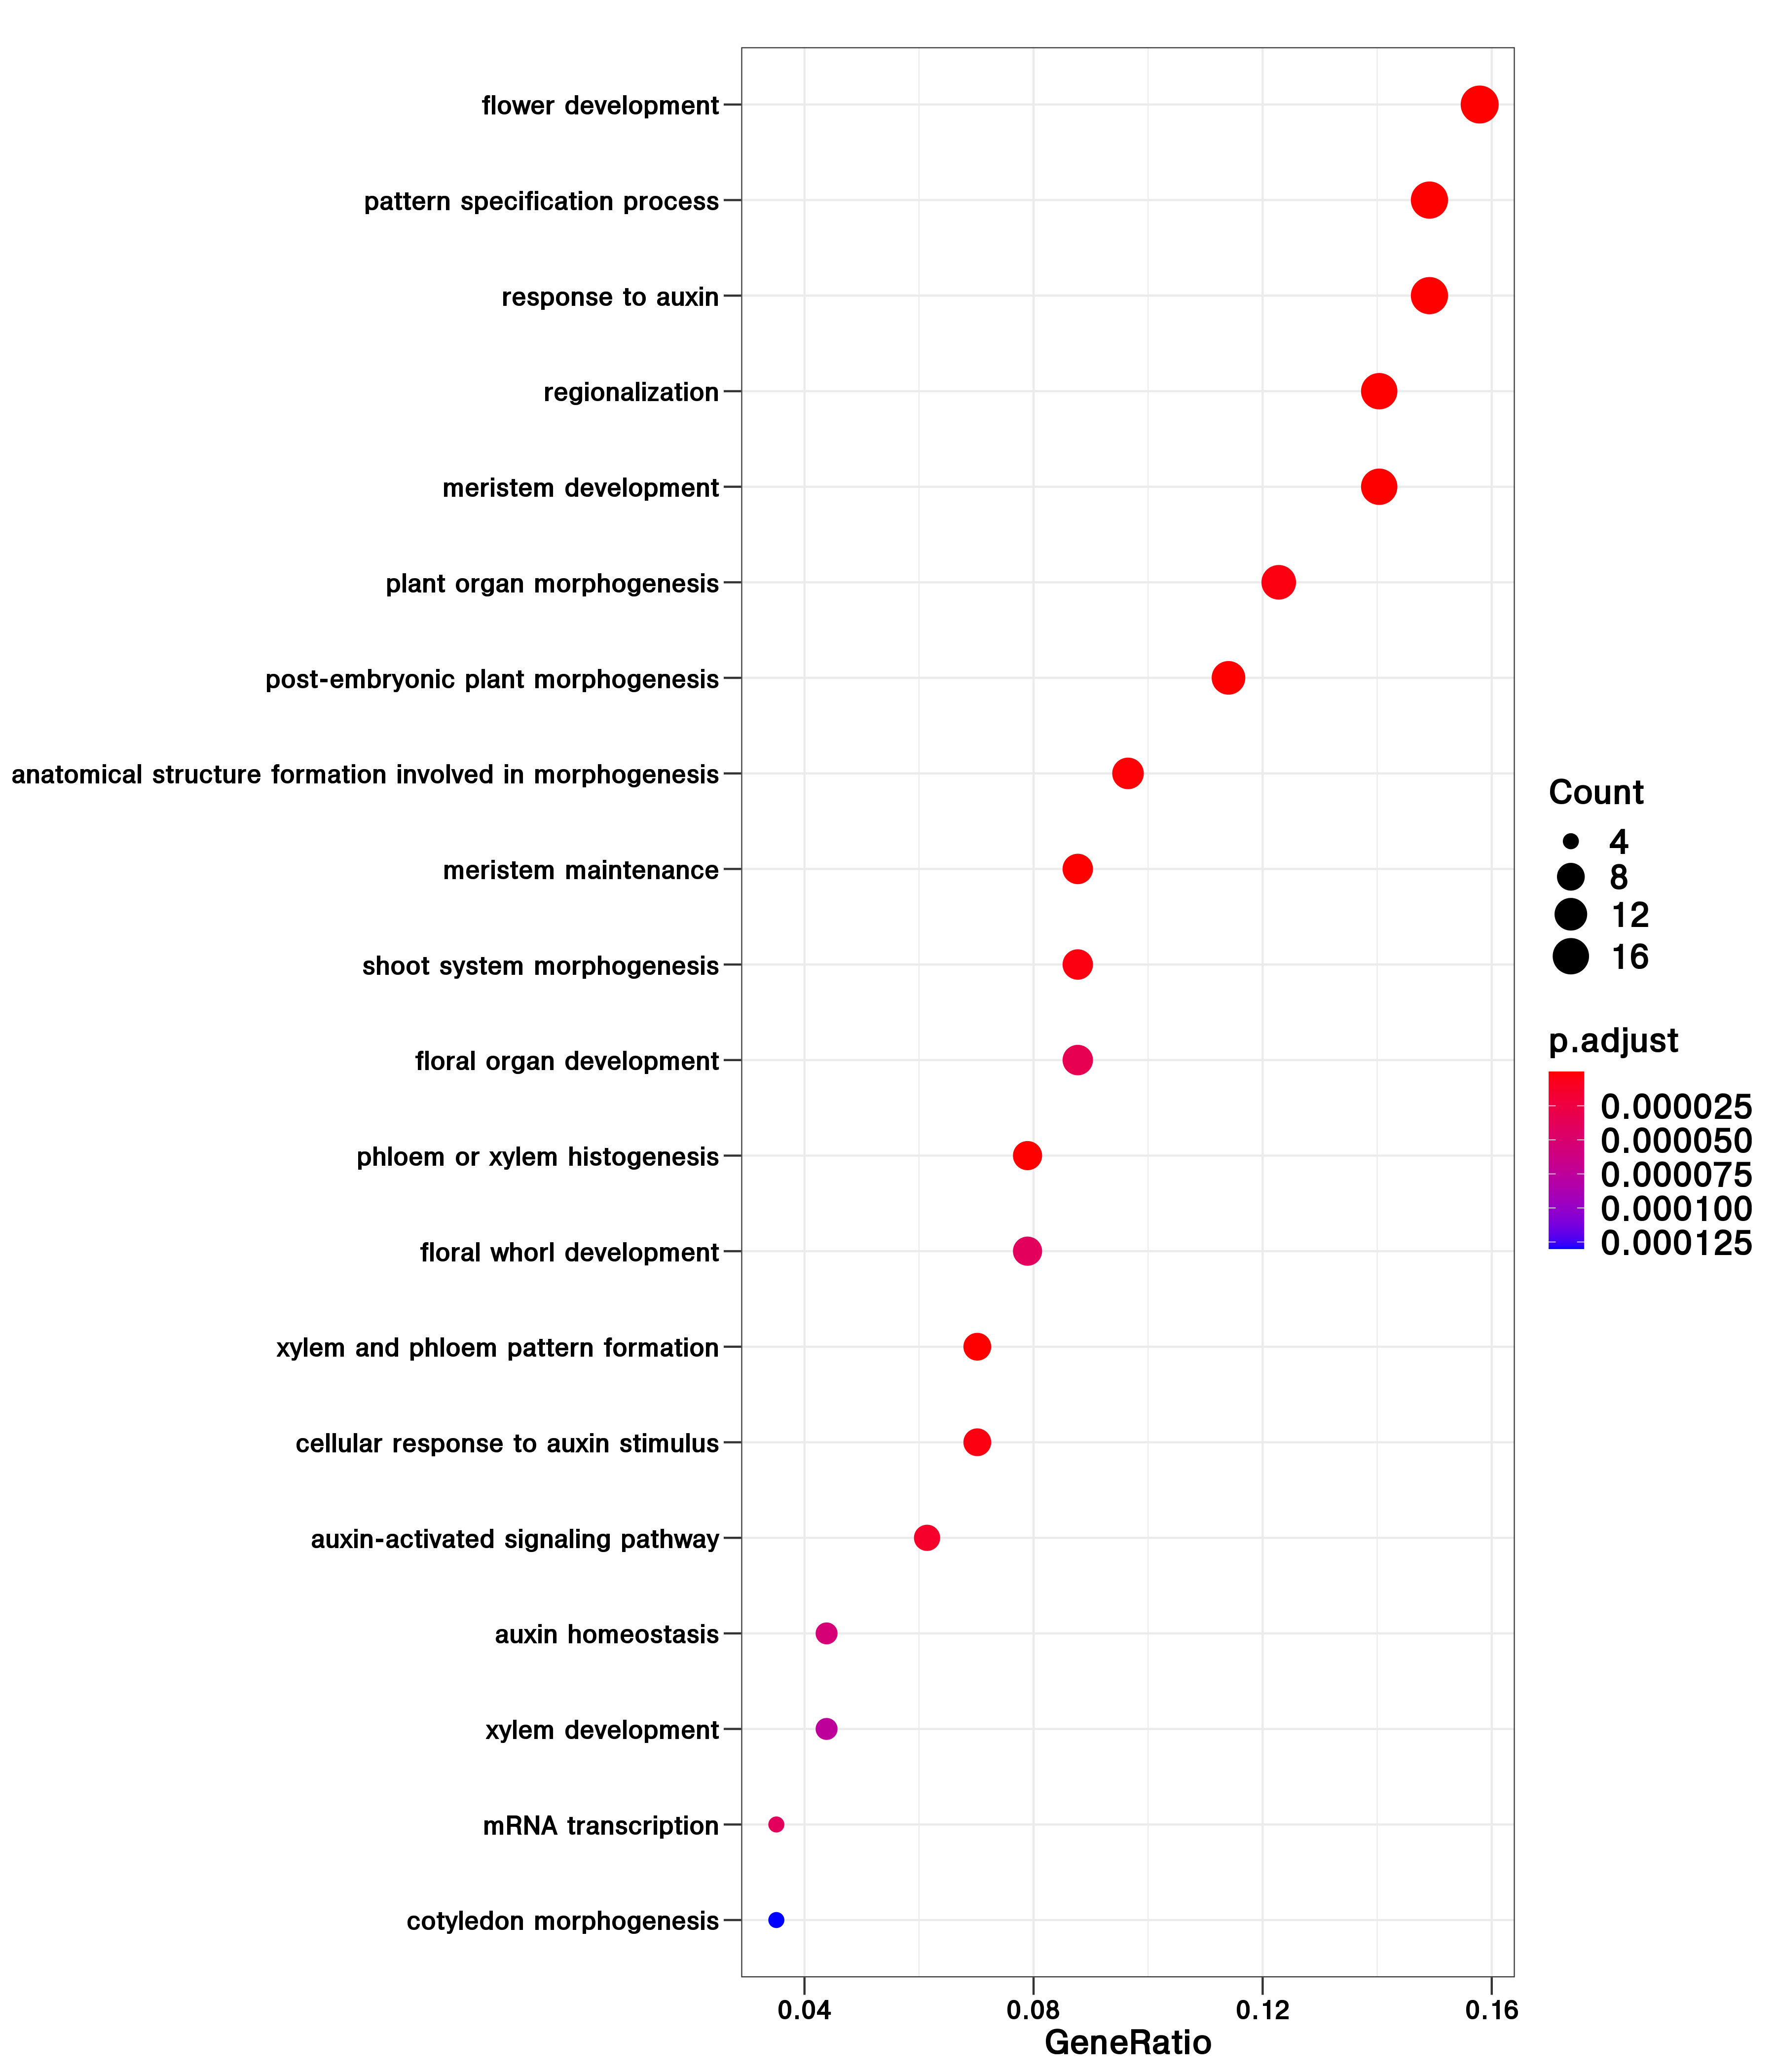 flower development
pattern specification process
response to auxin
regionalization
meristem development
plant organ morphogenesis
post-embryonic plant morphogenesis
anatomical structure formation involved in morphogenesis
meristem maintenance
shoot system morphogenesis
floral organ development
phloem or xylem histogenesis
floral whorl development
xylem and phloem pattern formation
cellular response to auxin stimulus
auxin-activated signaling pathway
auxin homeostasis
xylem development
mRNA transcription
cotyledon morphogenesis
0.04 0.08 0.12 0.16
GeneRatio
Count
4
8
12
16
p.adjust
0.000025
0.000050
0.000075
0.000100
0.000125